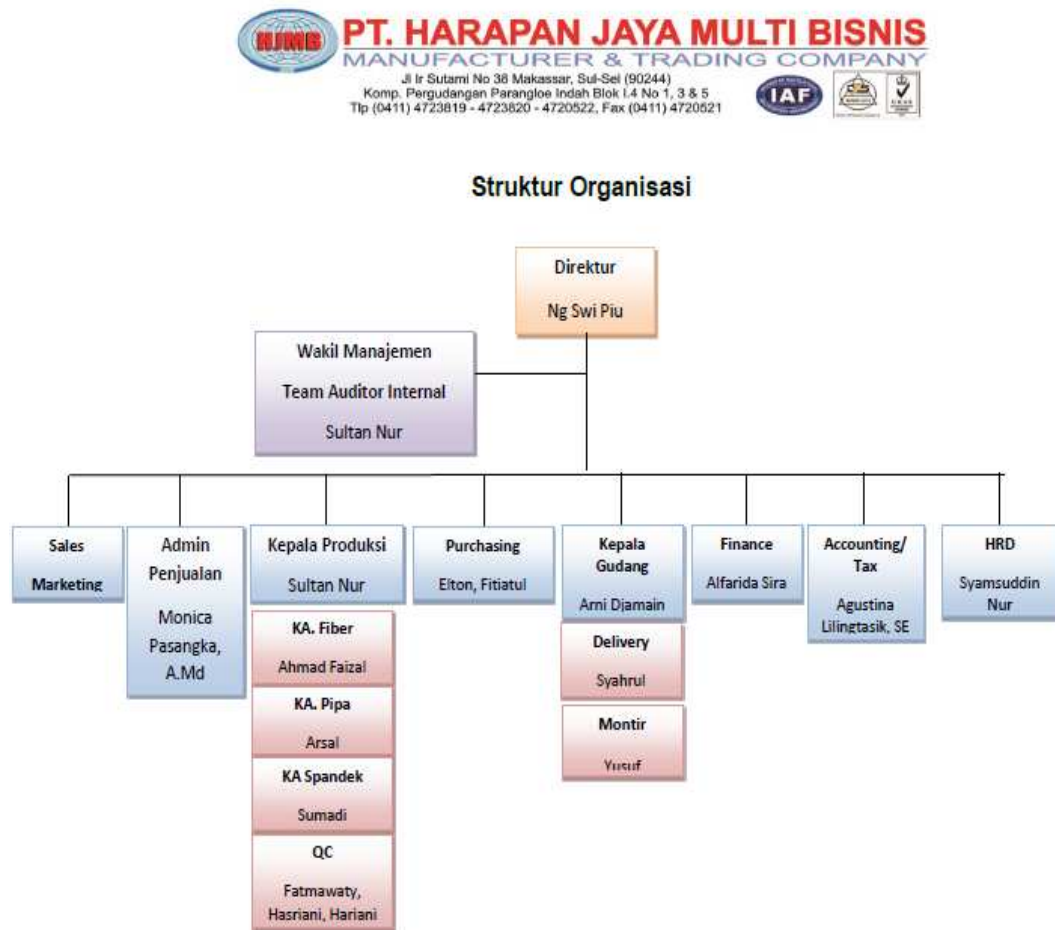 HJMB
PT. HARAPAN JAYA MULTI BISNIS
MANUFACTURER & TRADING COMPANY
Jl Ir Sutami No 38 Makassar, Sul-Sel (90244)
Komp. Pergudangan Parangloe Indah Blok I.4 No 1, 3 & 5
Tlp (0411) 4723819 - 4723820 - 4720522, Fax (0411) 4720521
IAF
Struktur Organisasi
Direktur
Ng Swi Piu
Wakil Manajemen
Team Auditor Internal
Sultan Nur
Sales
Marketing
Admin
Penjualan
Monica
Pasangka,
A.Md
Kepala Produksi
Sultan Nur
KA. Fiber
Ahmad Faizal
KA. Pipa
Arsal
KA Spandek
Sumadi
QC
Fatmawaty,
Hasriani, Hariani
Purchasing
Elton, Fitiatul
Kepala
Gudang
Arni Djamain
Delivery
Syahrul
Montir
Yusuf
Finance
Alfarida Sira
Accounting/
Tax
Agustina
Lilingtasik, SE
HRD
Syamsuddin
Nur